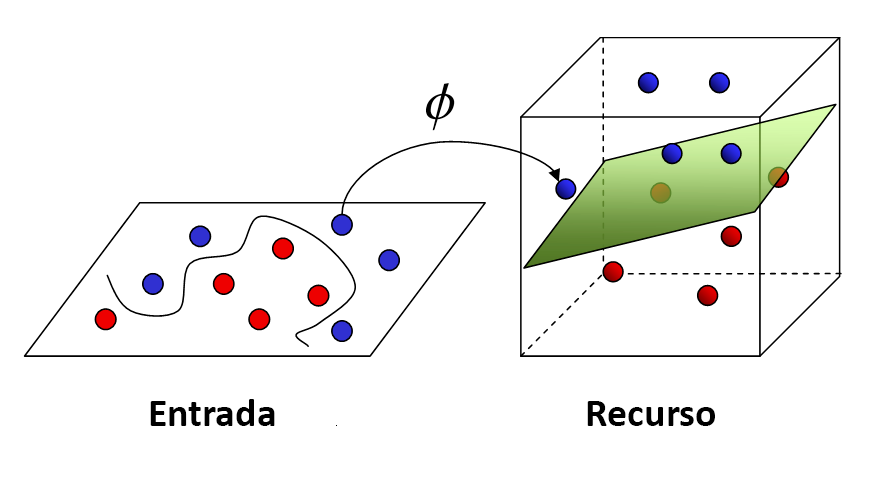 ϕ
Entrada
Recurso